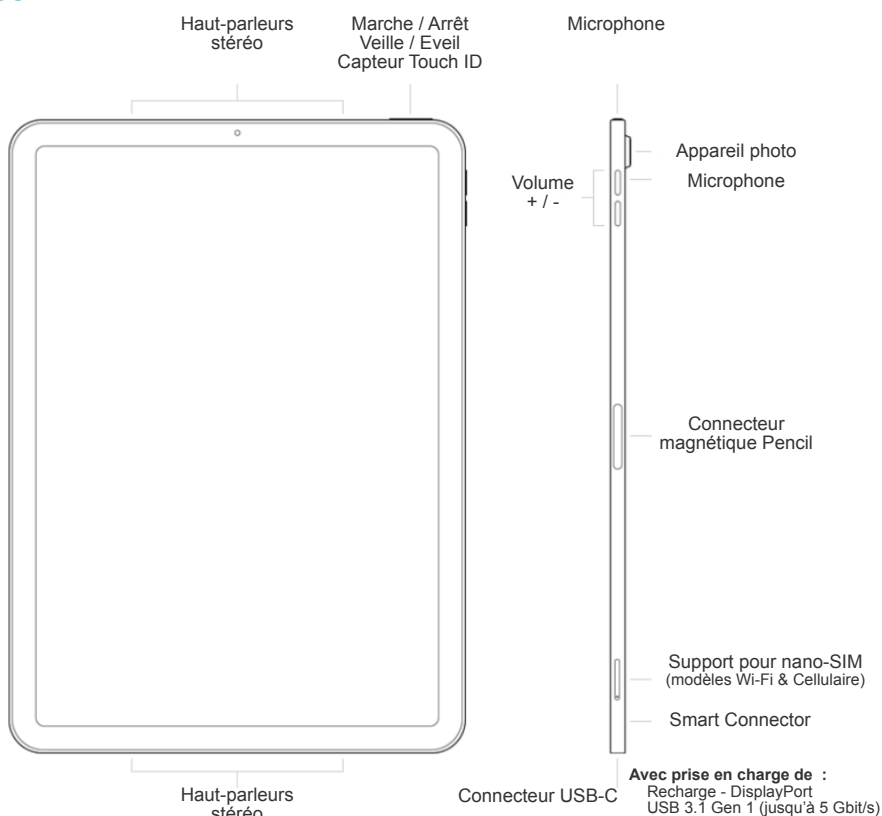 Haut-parleurs
stéréo
Marche / Arrêt
Veille / Eveil
Capteur Touch ID
Microphone
Appareil photo
Microphone
Volume
+ / -
Connecteur
magnétique Pencil
Support pour nano-SIM
(modèles Wi-Fi & Cellulaire)
Smart Connector
Haut-parleurs
stéréo
Connecteur USB-C
Avec prise en charge de :
Recharge - DisplayPort
USB 3.1 Gen 1 (jusqu'à 5 Gbit/s)